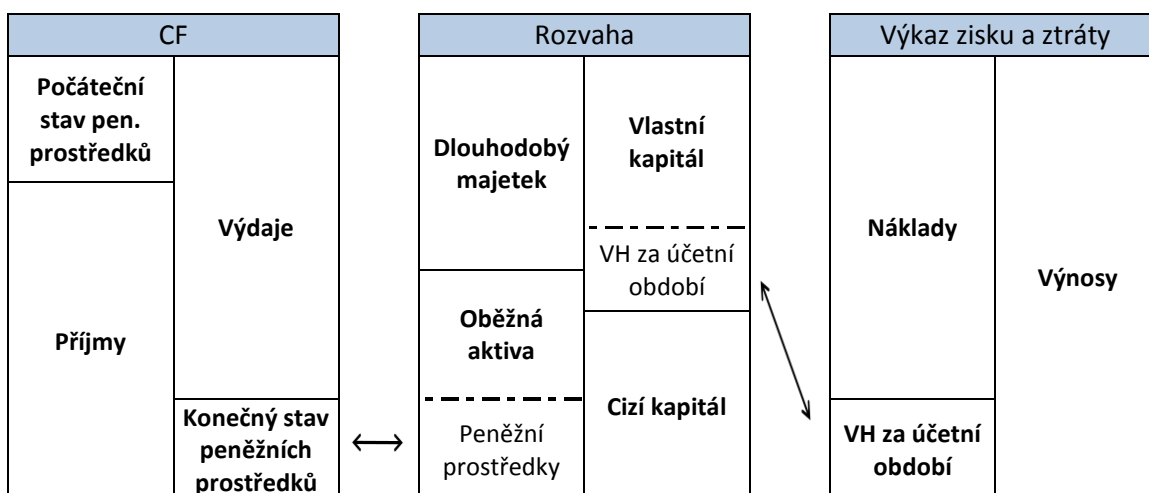 CF
Počáteční
stav pen.
prostředků
Příjmy
Výdaje
Konečný stav
peněžních
prostředků
Rozvaha
Dlouhodobý
majetek
Oběžná
aktiva
Peněžní
prostředky
Vlastní
kapitál
VH za účetní
období
Cizí kapitál
Výkaz zisku a ztráty
Náklady
VH za účetní
období
Výnosy